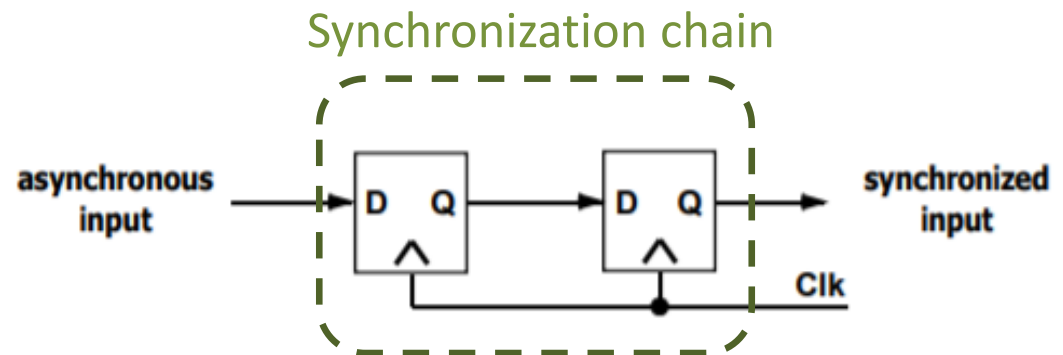 Synchronization chain
asynchronous
input
D Q
D Q
synchronized
input
Clk